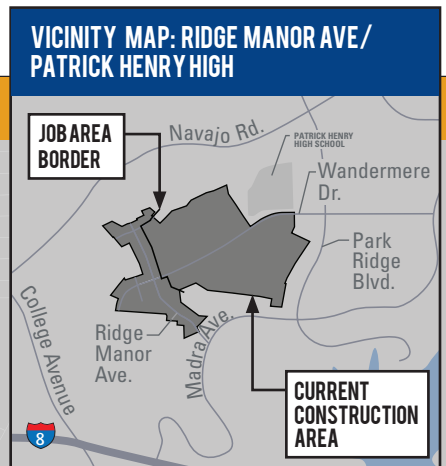 VICINITY MAP: RIDGE MANOR AVE/
PATRICK HENRY HIGH
JOB AREA
BORDER
Navajo Rd.
PATRICK HENRY
HIGH SCHOOL
Wandermere
Dr.
Park
Ridge
Blvd.
College Avenue
Ridge
Manor
Ave.
Madra Ave.
CURRENT
CONSTRUCTION
AREA
8